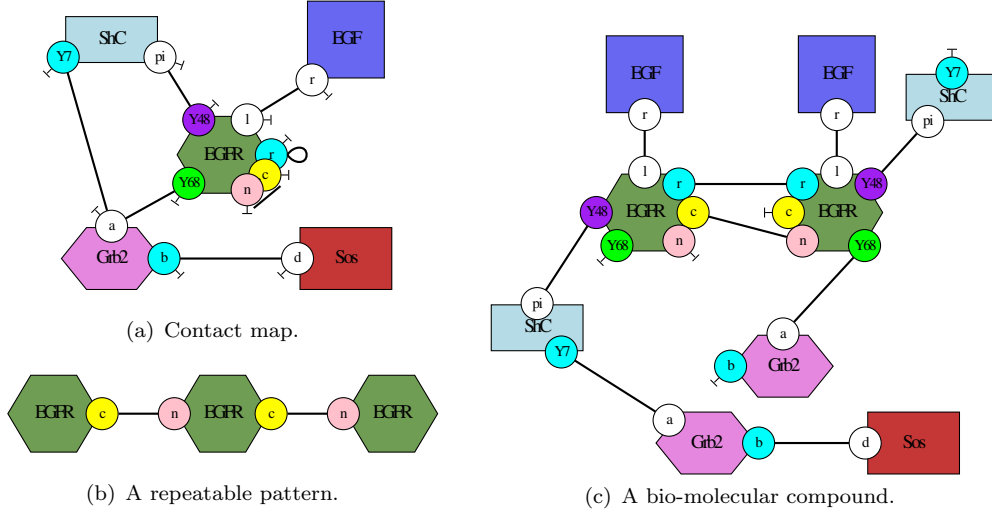 ShC
EGF
Y7
pi
r
Y48
l
EGFR
r
c
Y68
n
a
Grb2
b
d
Sos
(a) Contact map.
EGFR
c
n
EGFR
c
n
EGFR
(b) A repeatable pattern.
EGF
EGF
Y7
ShC
r
r
pi
l
l
r
r
Y48
Y48
EGFR
c
c
EGFR
Y68
n
n
Y68
pi
ShC
Y7
a
b
Grb2
a
Grb2
b
d
Sos
(c) A bio-molecular compound.